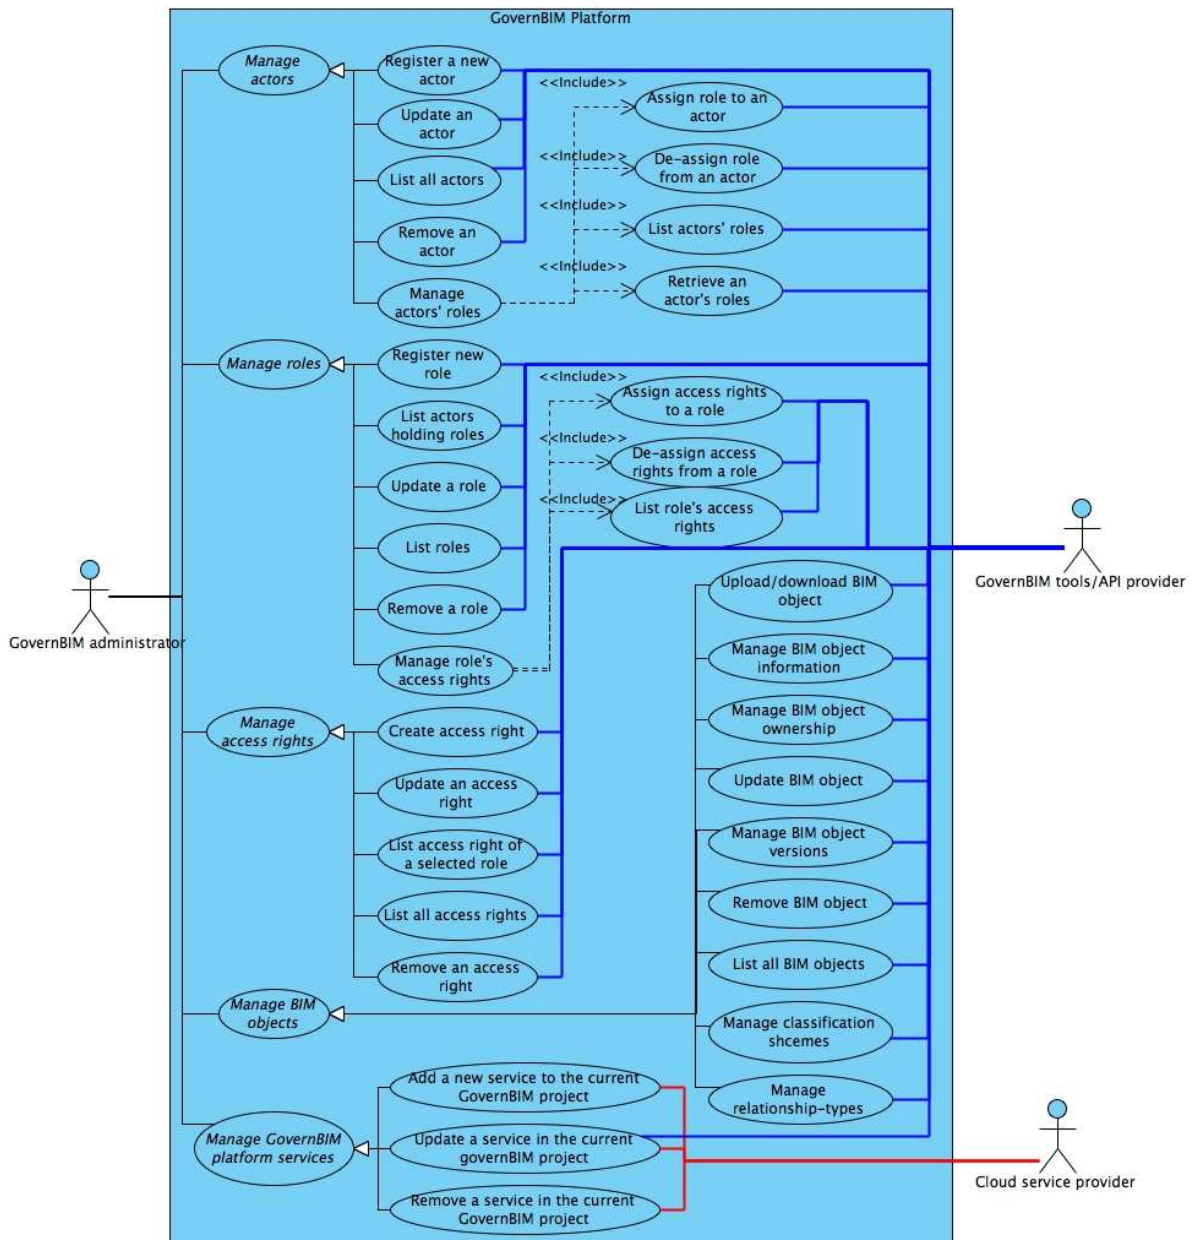 GovernBIM Platform
Manage
actors
Register a new
actor
Update an
actor
List all actors
Remove an
actor
Manage
actors' roles
<<Include>>
Assign role to an
actor
<<Include>>
De-assign role
from an actor
<<Include>>
List actors' roles
<<Include>>
Retrieve an
actor's roles
Manage roles
Register new
role
List actors
holding roles
Update a role
List roles
Remove a role
Manage role's
access rights
<<Include>>
Assign access rights
to a role
<<Include>>
De-assign access
rights from a role
<<Include>>
List role's access
rights
GovernBIM administrator
GovernBIM tools/API provider
Manage
access rights
Create access right
Update an access
right
List access right of
a selected role
List all access rights
Remove an access
right
Upload/download BIM
object
Manage BIM object
information
Manage BIM object
ownership
Update BIM object
Manage BIM object
versions
Remove BIM object
List all BIM objects
Manage classification
shcemes
Manage
relationship-types
Manage BIM
objects
Manage GovernBIM
platform services
Add a new service to the current
GovernBIM project
Update a service in the current
governBIM project
Remove a service in the current
GovernBIM project
Cloud service provider